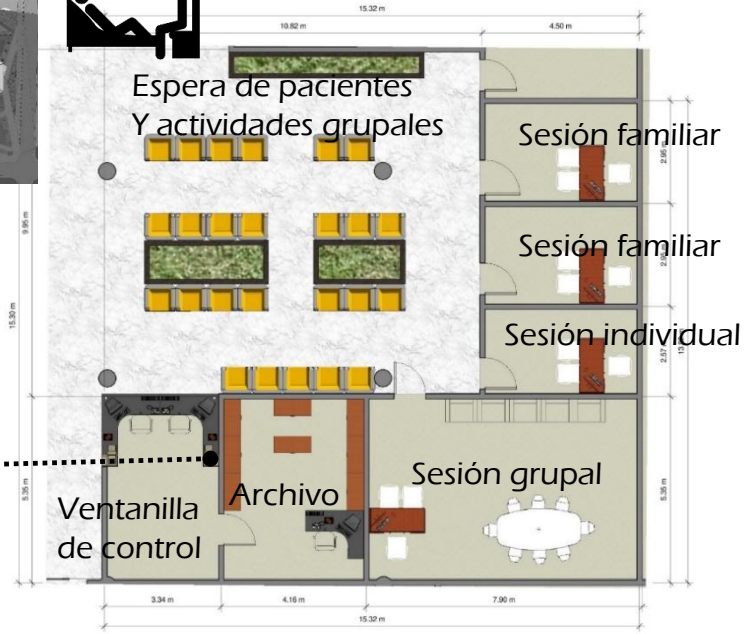 15.32 m
10.82 m
4.50 m
Espera de pacientes
Y actividades grupales
Sesión familiar
2.95 m
Sesión familiar
2.95 m
9.95 m
15.30 m
Sesión individual
2.57 m
Sesión grupal
Archivo
Ventanilla
de control
5.35 m
5.35 m
3.34 m
4.16 m
7.90 m
15.32 m